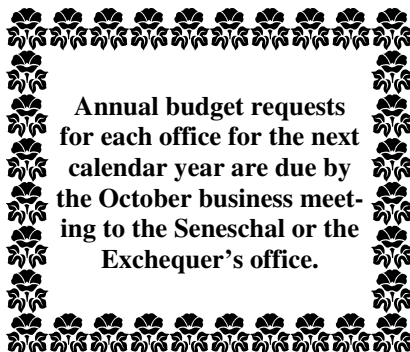 Annual budget requests
for each office for the next
calendar year are due by
the October business meet-
ing to the Seneschal or the
Exchequer’s office.